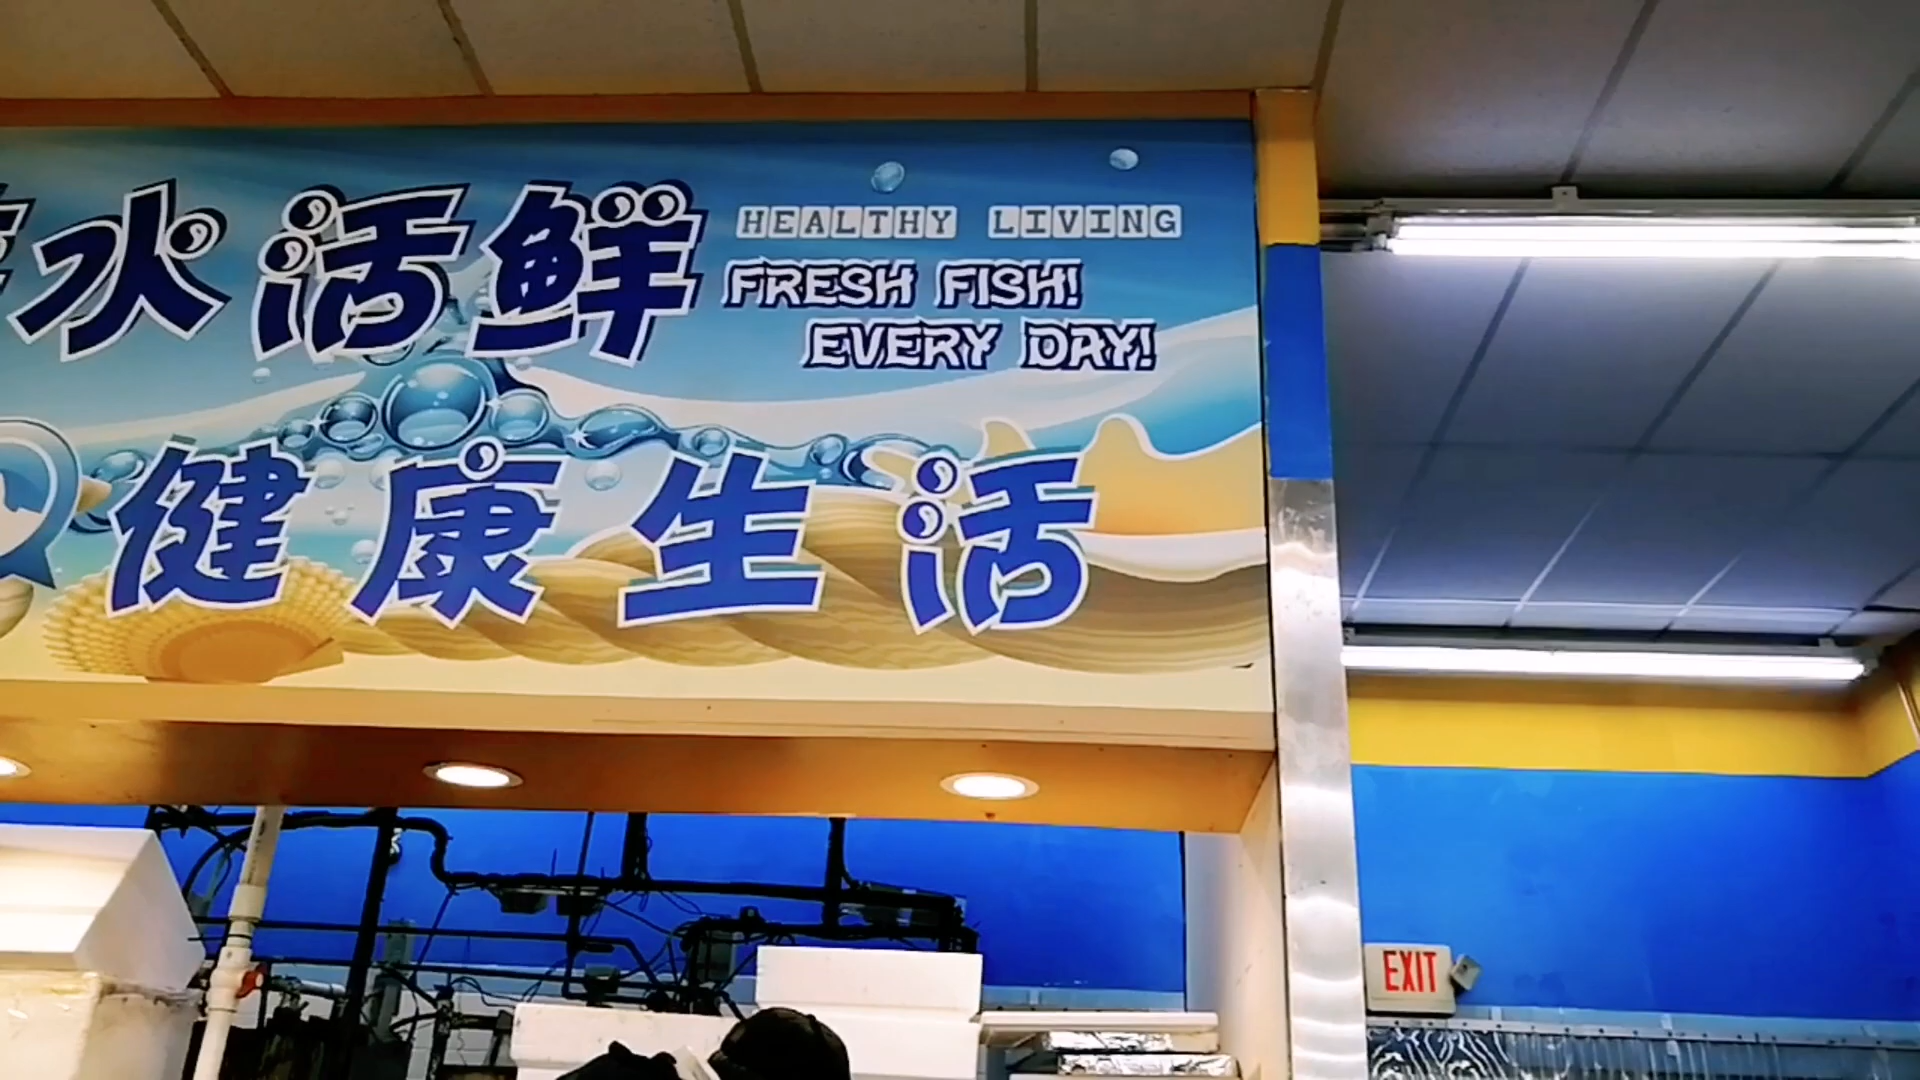 水活鲜
HEALTHY LIVING
FRESH FISH!
EVERY DAY!
健康生活
EXIT